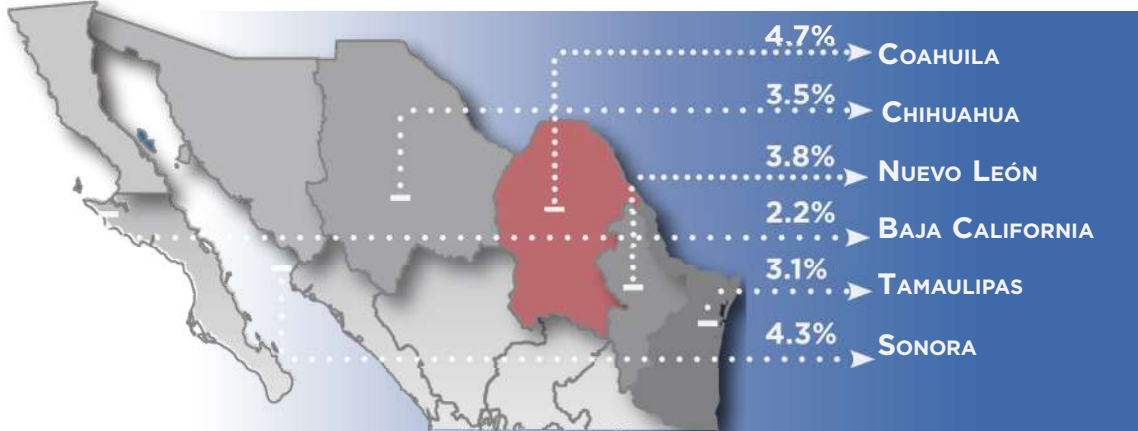 4.7% Coahuila
3.5% Chihuahua
3.8% Nuevo León
2.2% Baja California
3.1% Tamaulipas
4.3% Sonora